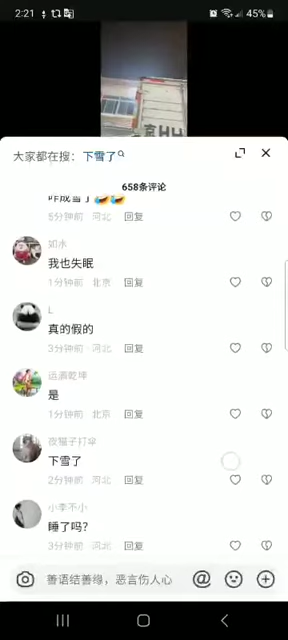 2:21
45%
大家都在搜：下雪了
658条评论
5分钟前 河北 回复
如水
我也失眠
1分钟前 北京 回复
L
真的假的
3分钟前 河北 回复
是
1分钟前 北京 回复
夜猫子打伞
下雪了
2分钟前 河北 回复
小李不小
睡了吗?
3分钟前 河北 回复
善语结善缘，恶言伤人心